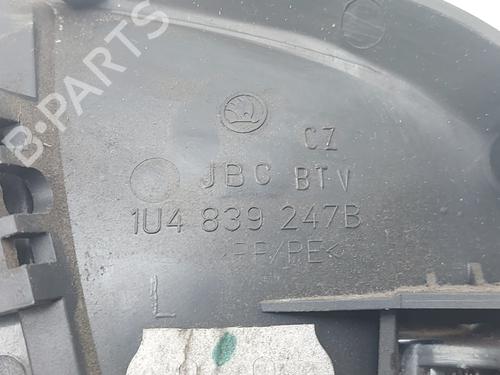 B-PARTS
CZ
JBC BTV
1U4 839 247B
>PP/PE<
L